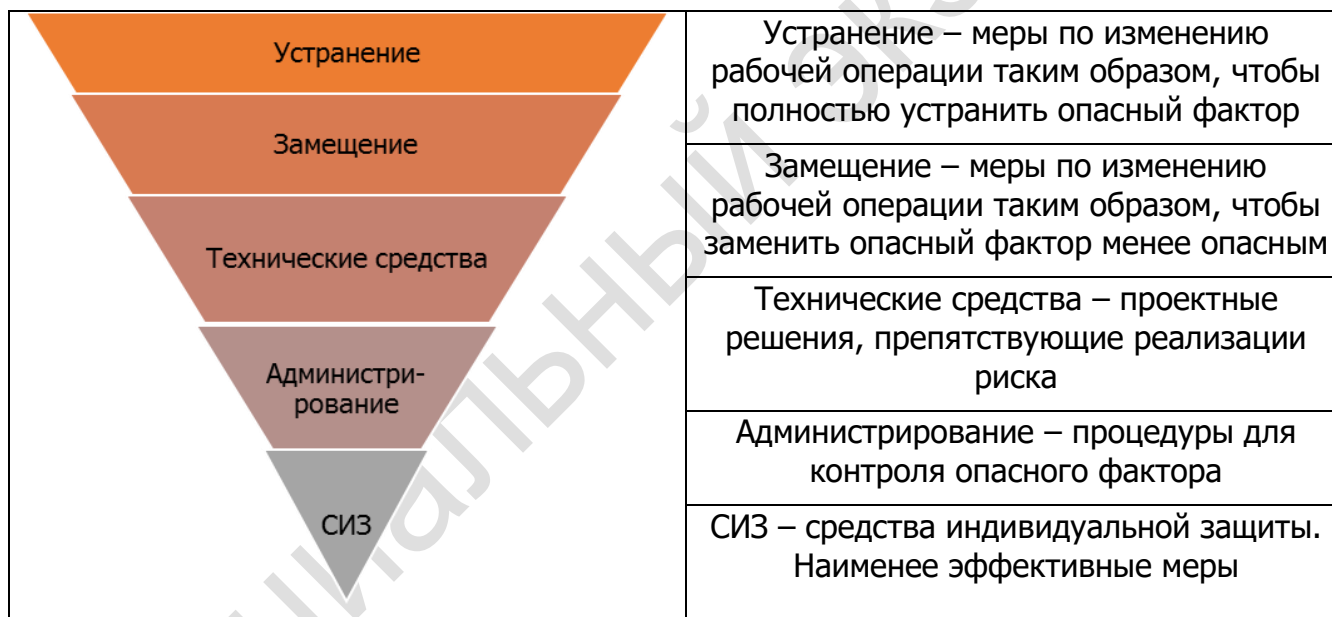 Устранение
Замещение
Технические средства
Администри-
рование
СИЗ
Устранение – меры по изменению
рабочей операции таким образом, чтобы
полностью устранить опасный фактор
Замещение – меры по изменению
рабочей операции таким образом, чтобы
заменить опасный фактор менее опасным
Технические средства – проектные
решения, препятствующие реализации
риска
Администрирование – процедуры для
контроля опасного фактора
СИЗ – средства индивидуальной защиты.
Наименее эффективные меры